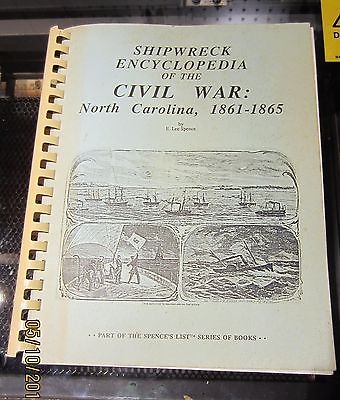 SHIPWRECK
ENCYCLOPEDIA
OF THE
CIVIL WAR:
North Carolina, 1861-1865
by
E. Lee Spence
- - PART OF THE SPENCE'S LIST™ SERIES OF BOOKS - -
05/10/201